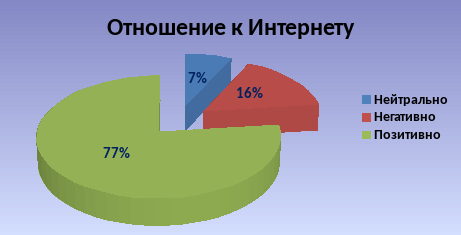 Отношение к Интернету
7%
16%
77%
Нейтрально
Негативно
Позитивно